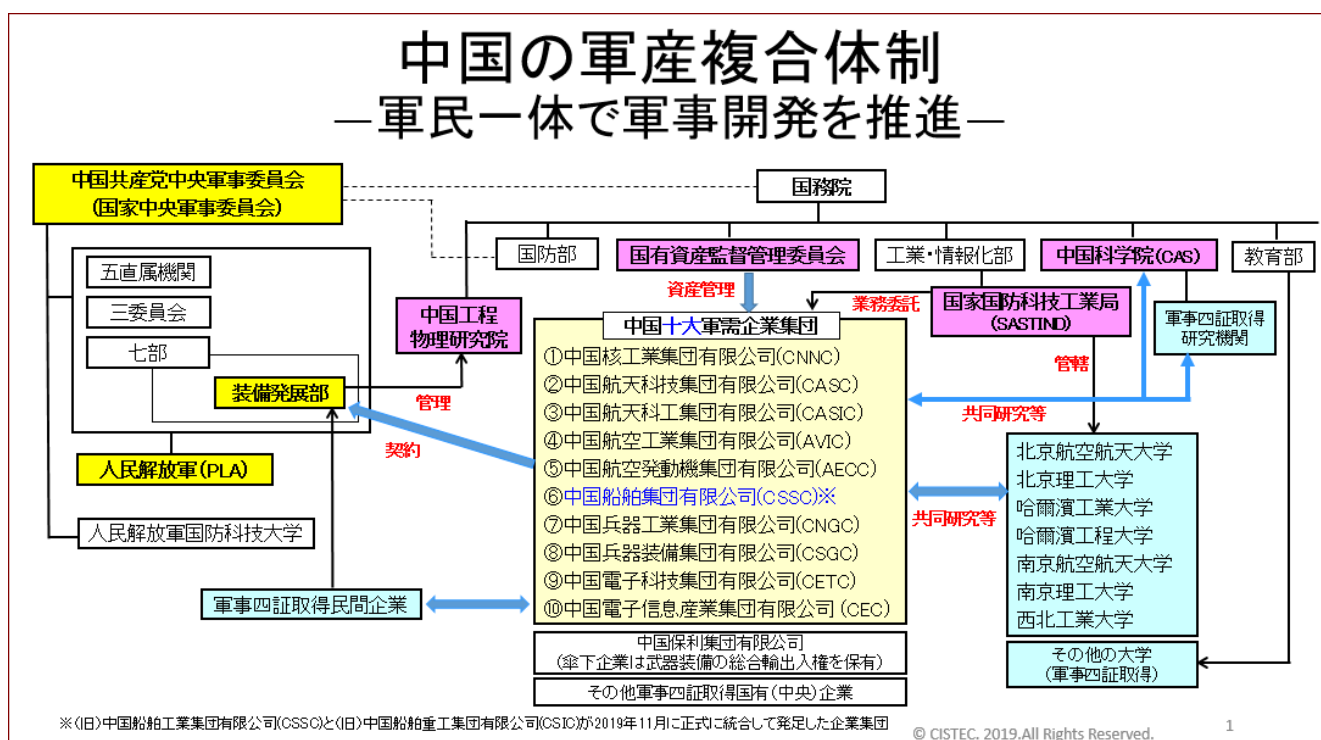 中国の軍産複合体制
―軍民一体で軍事開発を推進―
中国共産党中央軍事委員会
(国家中央軍事委員会)
国務院
五直属機関
三委員会
七部
装備発展部
人民解放軍(PLA)
人民解放軍国防科技大学
軍事四証取得民間企業
国防部
国有資産監督管理委員会
工業・情報化部
中国科学院(CAS)
教育部
中国工程
物理研究院
管理
契約
資産管理
業務委託
国家国防科技工業局
(SASTIND)
軍事四証取得
研究機関
管轄
共同研究等
共同研究等
中国十大軍需企業集団
①中国核工業集団有限公司(CNNC)
②中国航天科技集団有限公司(CASC)
③中国航天科工集団有限公司(CASIC)
④中国航空工業集団有限公司(AVIC)
⑤中国航空発動機集団有限公司(AECC)
⑥中国船舶集団有限公司(CSSC)※
⑦中国兵器工業集団有限公司(CNGC)
⑧中国兵器装備集団有限公司(CSGC)
⑨中国電子科技集団有限公司(CETC)
⑩中国電子信息産業集団有限公司(CEC)
中国保利集団有限公司
(傘下企業は武器装備の総合輸出入権を保有)
その他軍事四証取得国有(中央)企業
北京航空航天大学
北京理工大学
哈爾濱工業大学
哈爾濱工程大学
南京航空航天大学
南京理工大学
西北工業大学
その他の大学
(軍事四証取得)
※(旧)中国船舶工業集団有限公司(CSSC)と(旧)中国船舶重工集団有限公司(CSIC)が2019年11月に正式に統合して発足した企業集団
© CISTEC. 2019.All Rights Reserved.
1